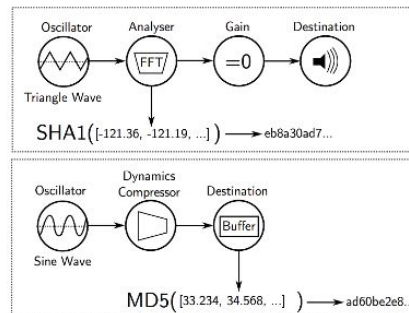 Oscillator Analyser Gain Destination
FFT =0
Triangle Wave
SHA1([-121.36, -121.19, ...]) eb8a30ad7...
Dynamics
Oscillator Compressor Destination
Buffer
Sine Wave
MD5([33.234, 34.568, ...]) ad60be2e8..